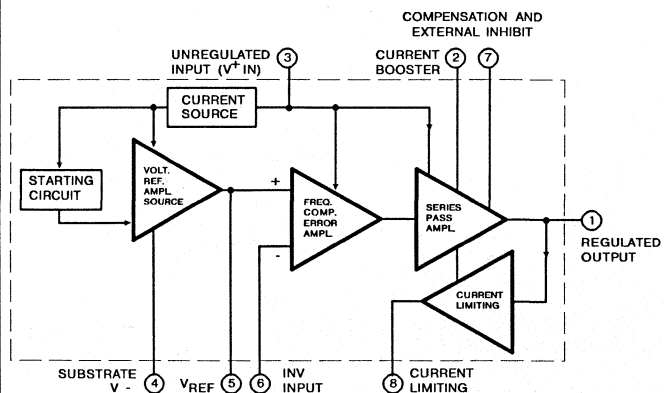 COMPENSATION AND
EXTERNAL INHIBIT
UNREGULATED
INPUT (V+ IN)
3
CURRENT
BOOSTER
2
7
CURRENT
SOURCE
STARTING
CIRCUIT
VOLT.
REF.
AMPL.
SOURCE
+
-
FREQ.
COMP.
ERROR
AMPL.
SERIES
PASS
AMPL.
1
REGULATED
OUTPUT
CURRENT
LIMITING
SUBSTRATE
V -
4
VREF
5
6
INV
INPUT
8
CURRENT
LIMITING